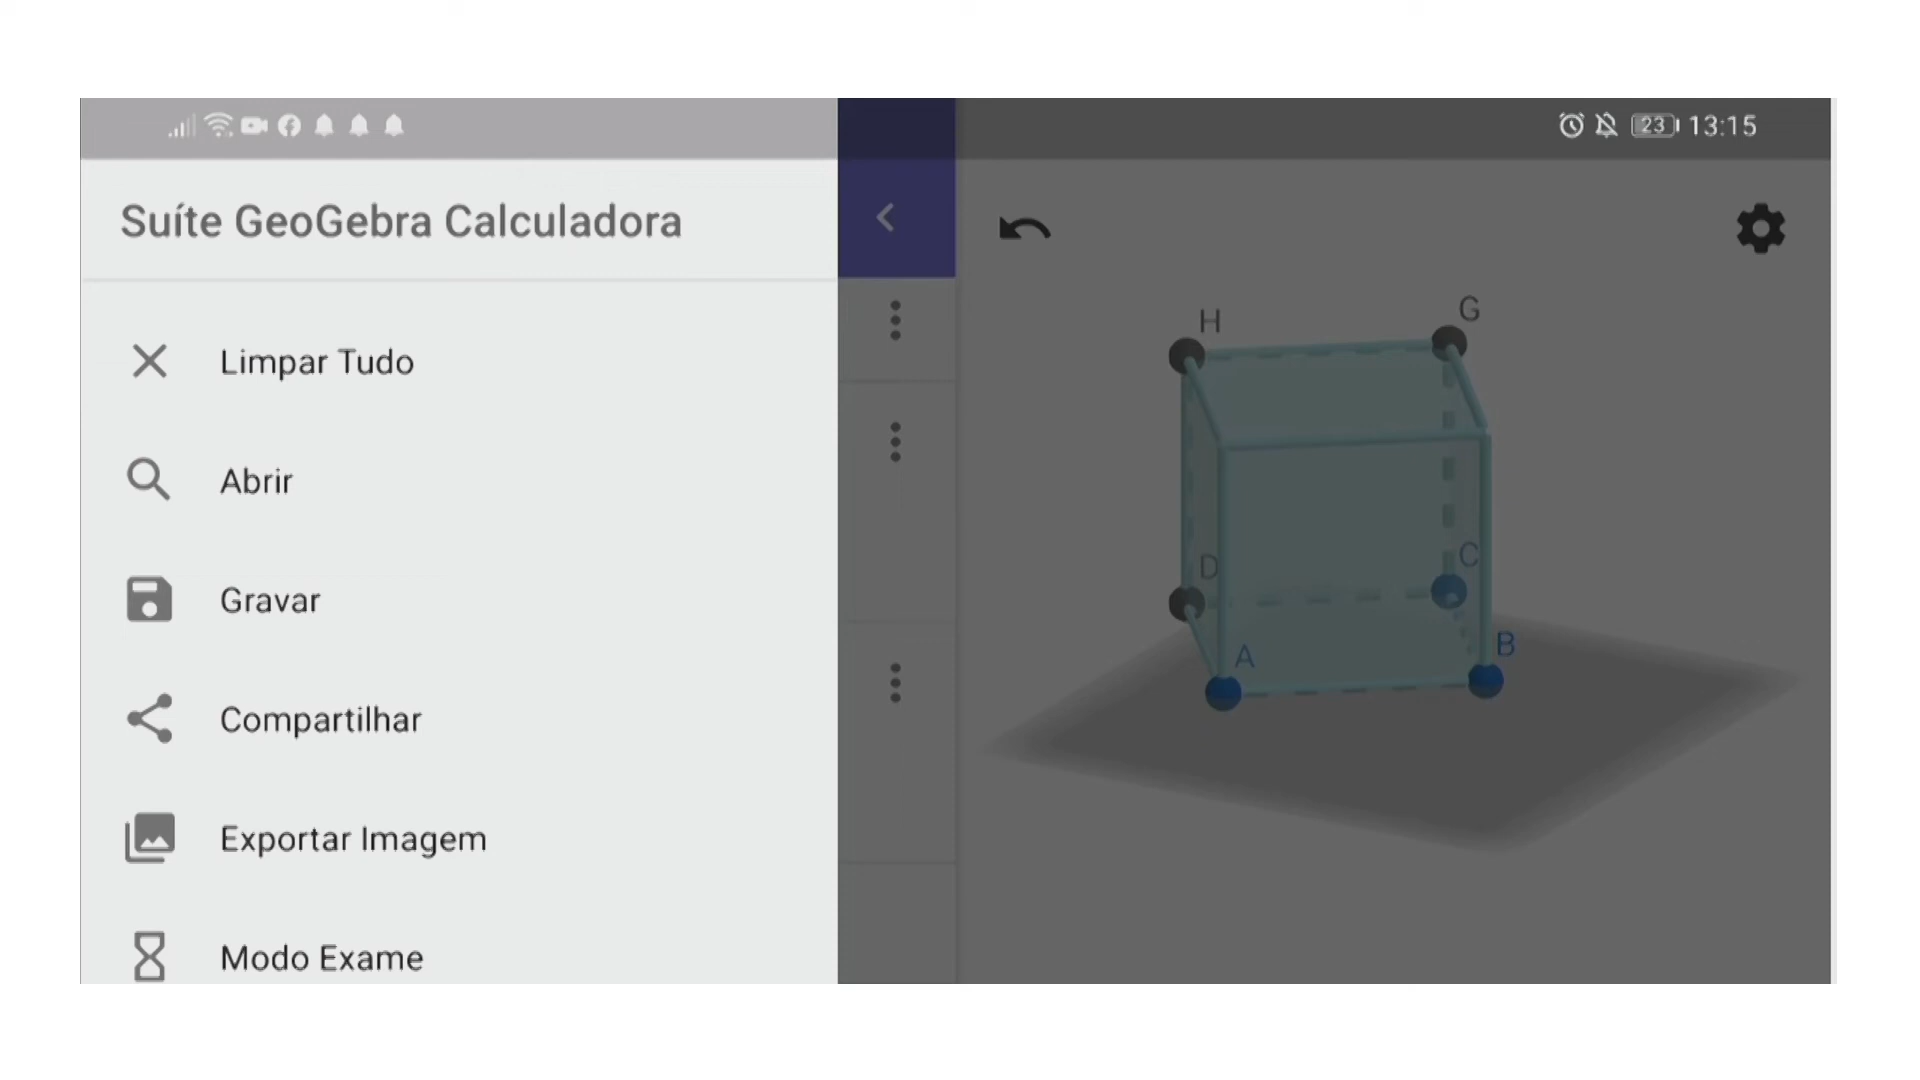 23 13:15
Suíte GeoGebra Calculadora
Limpar Tudo
Abrir
Gravar
Compartilhar
Exportar Imagem
Modo Exame
H
G
D
C
A
B